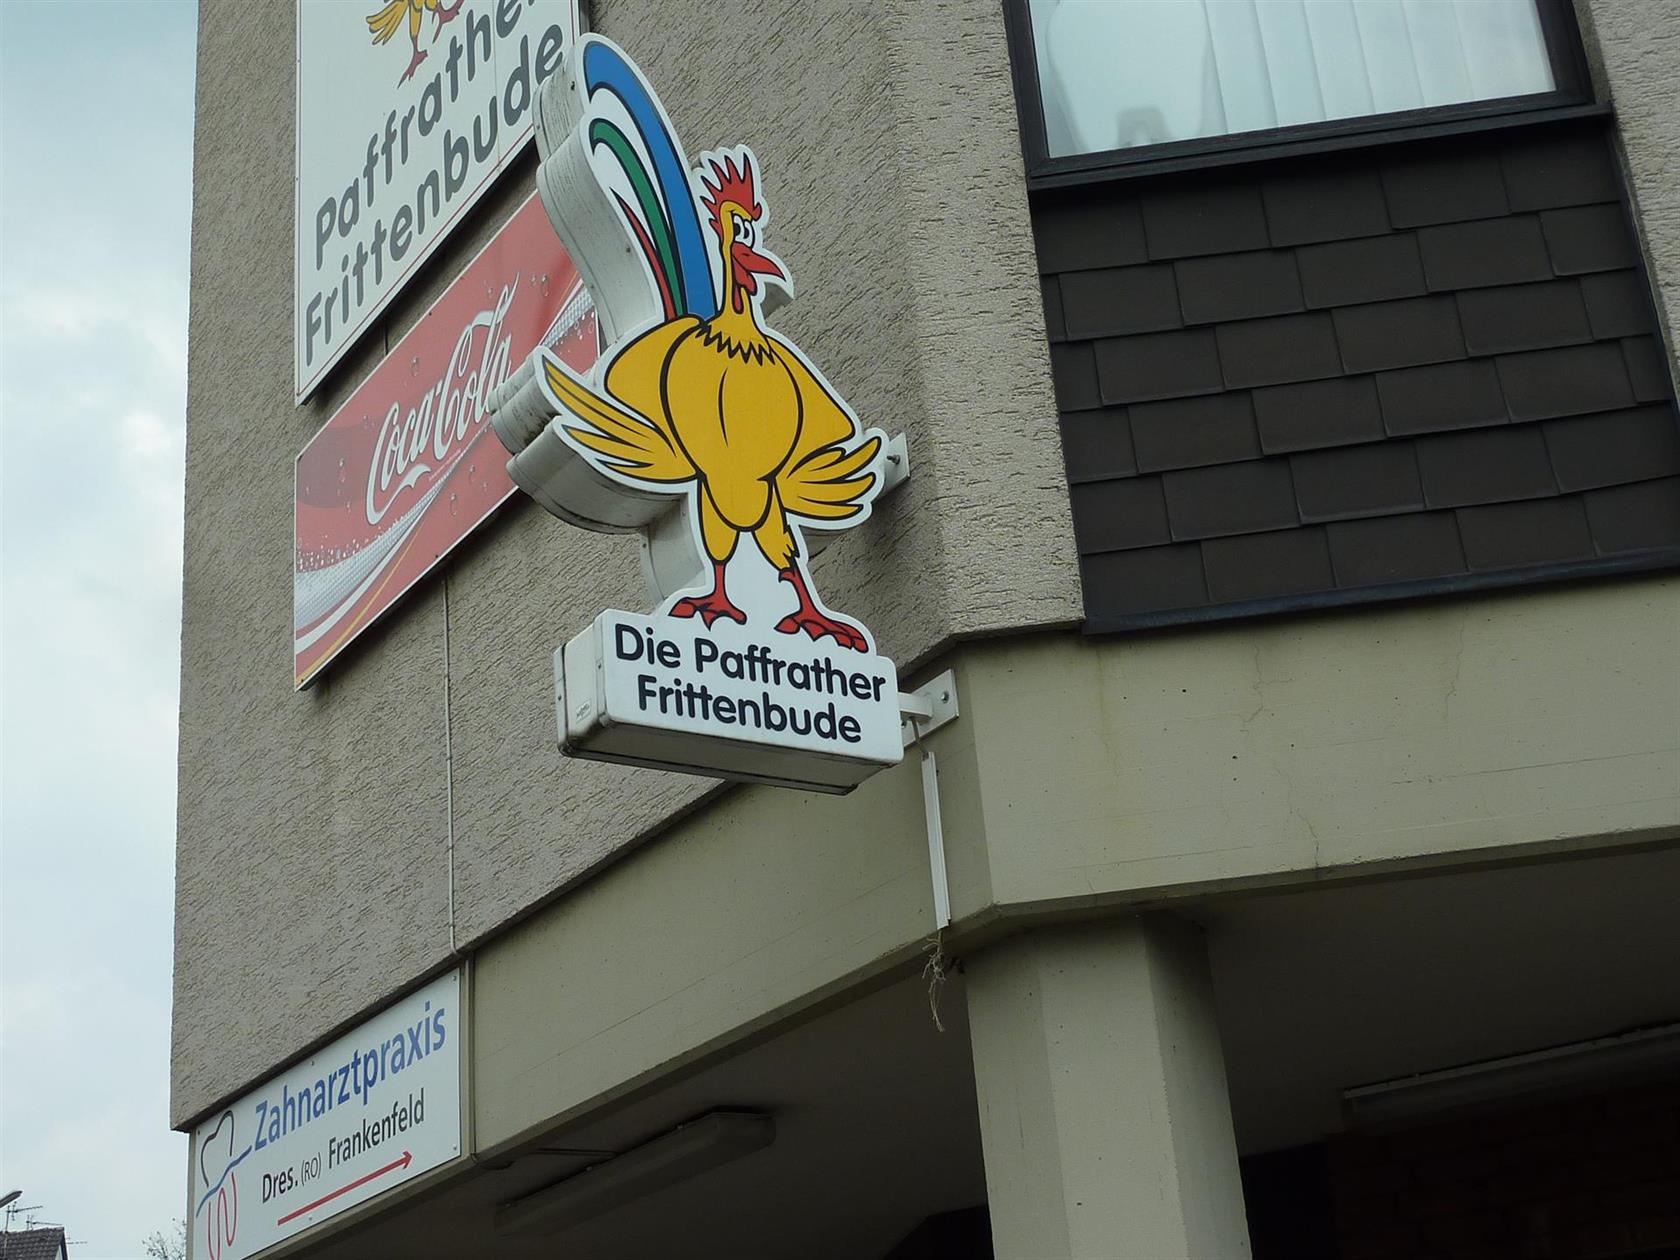 Paffrather
Frittenbude
Coca-Cola
Die Paffrather
Frittenbude
Zahnarztpraxis
Dres. (RO) Frankenfeld